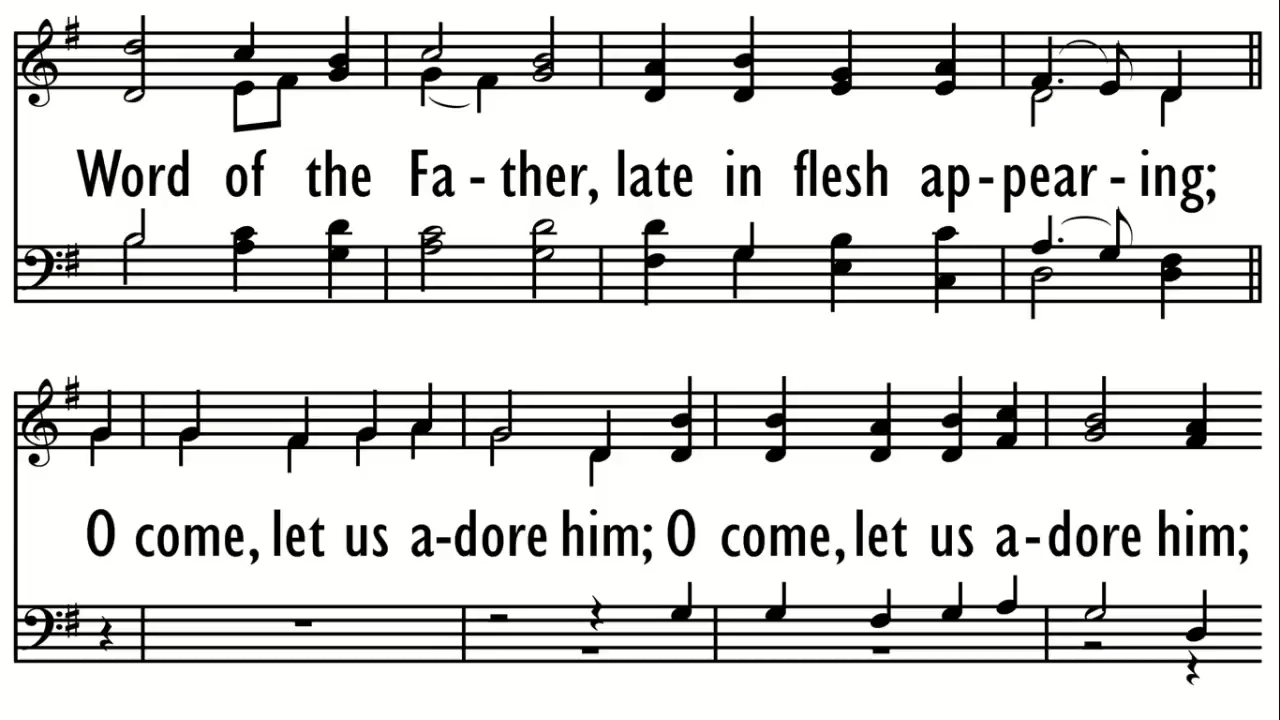 Word of the Fa - ther, late in flesh ap - pear - ing;
O come, let us a - dore him; O come, let us a - dore him;